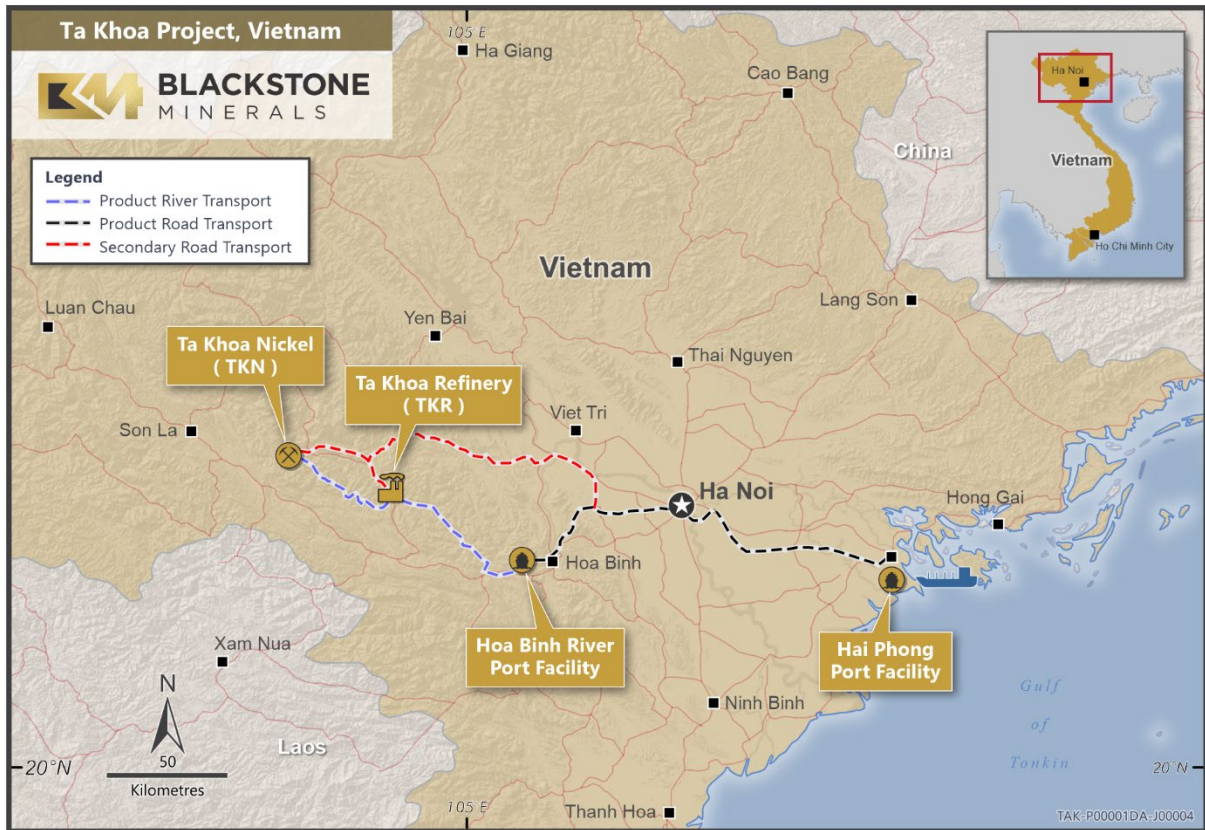 Ta Khoa Project, Vietnam
BLACKSTONE
MINERALS
Legend
Product River Transport
Product Road Transport
Secondary Road Transport
105 E
Ha Giang
Cao Bang
China
Ha Noi
Vietnam
Ho Chi Minh City
Vietnam
Luan Chau
Lang Son
Yen Bai
Ta Khoa Nickel
( TKN )
Thai Nguyen
Ta Khoa Refinery
( TKR )
Son La
Viet Tri
Ha Noi
Hong Gai
Hoa Binh
Xam Nua
Hoa Binh River
Port Facility
Hai Phong
Port Facility
N
Ninh Binh
Gulf
of
Tonkin
Laos
20°N
50
Kilometres
20°N
105 E
Thanh Hoa
TAK-P00001DA-J00004